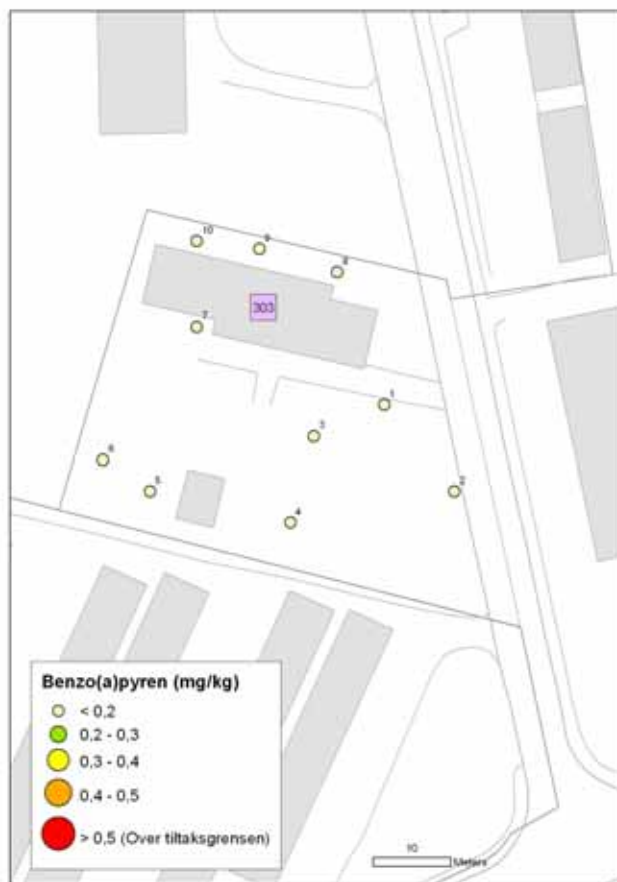 10
9
8
303
7
1
3
6
5
2
4
Benzo(a)pyren (mg/kg)
< 0,2
0,2 - 0,3
0,3 - 0,4
0,4 - 0,5
> 0,5 (Over tiltaksgrensen)
10
Meters